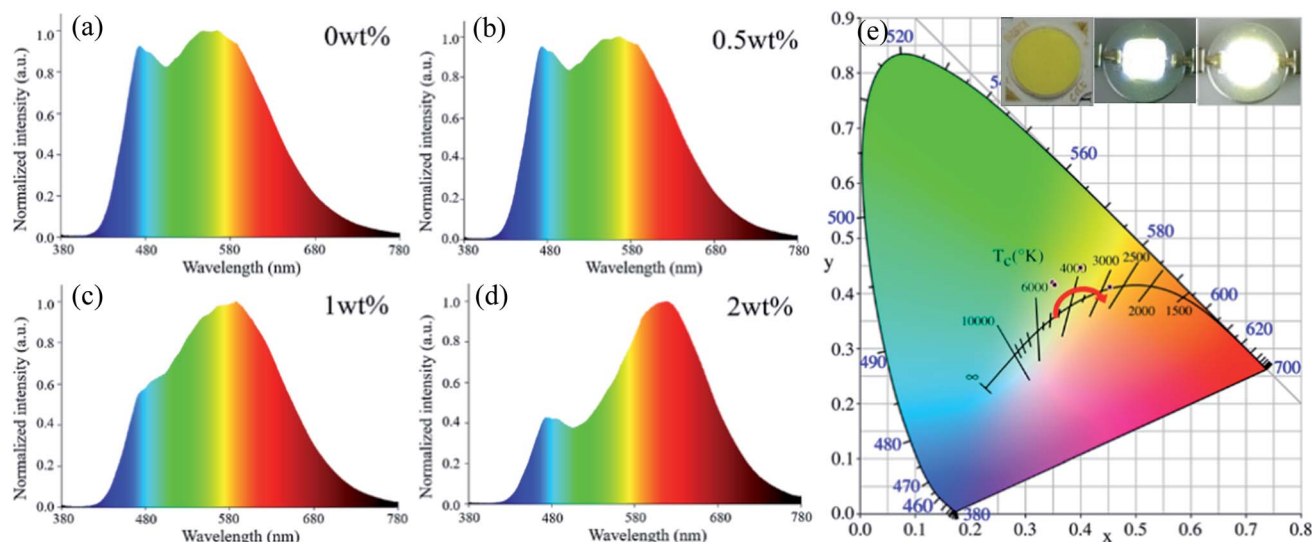 (a)
0wt%
Normalized intensity (a.u.)
1.0
0.8
0.6
0.4
0.2
0.0
380 480 580 680 780
Wavelength (nm)
(b)
0.5wt%
Normalized intensity (a.u.)
1.0
0.8
0.6
0.4
0.2
0.0
380 480 580 680 780
Wavelength (nm)
(c)
1wt%
Normalized intensity (a.u.)
1.0
0.8
0.6
0.4
0.2
0.0
380 480 580 680 780
Wavelength (nm)
(d)
2wt%
Normalized intensity (a.u.)
1.0
0.8
0.6
0.4
0.2
0.0
380 480 580 680 780
Wavelength (nm)
(e)
0.9
0.8
0.7
0.6
0.5
y
0.4
0.3
0.2
0.1
0.0
0.0 0.1 0.2 0.3 0.4 0.5 0.6 0.7 0.8
x
520
560
580
600
620
700
500
490
480
470
460
380
Tc(°K)
∞
10000
6000
4000
3000
2500
2000
1500